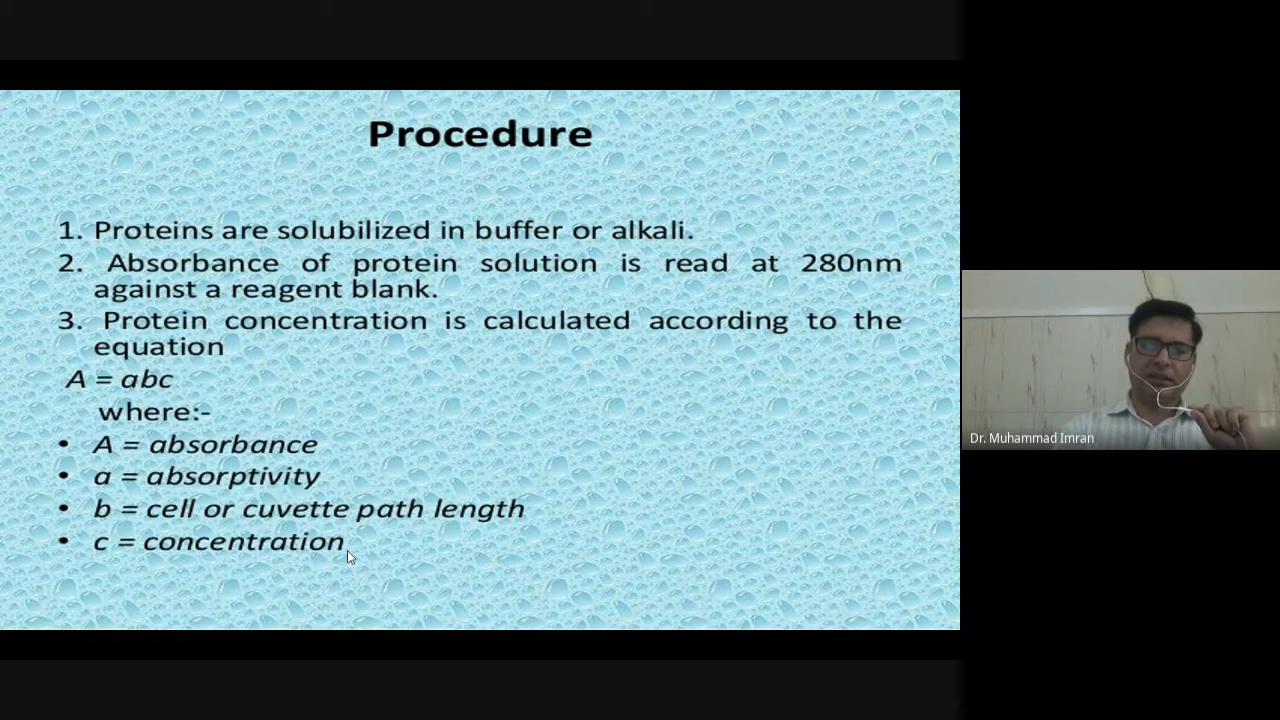 Procedure
1. Proteins are solubilized in buffer or alkali.
2. Absorbance of protein solution is read at 280nm
against a reagent blank.
3. Protein concentration is calculated according to the
equation
A = abc
where:-
• A = absorbance
• a = absorptivity
• b = cell or cuvette path length
• c = concentration
Dr. Muhammad Imran